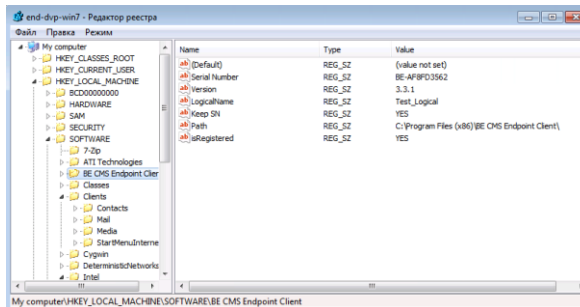 end-dvp-win7 - Редактор реестра
Файл Правка Режим
My computer
HKEY_CLASSES_ROOT
HKEY_CURRENT_USER
HKEY_LOCAL_MACHINE
BCD00000000
HARDWARE
SAM
SECURITY
SOFTWARE
7-Zip
ATI Technologies
BE CMS Endpoint Clier
Classes
Clients
Contacts
Mail
Media
StartMenuInterne
Cygwin
DeterministicNetworks
Intel
Name Type Value
(Default) REG_SZ (value not set)
Serial Number REG_SZ BE-AF8FD3562
Version REG_SZ 3.3.1
LogicalName REG_SZ Test_Logical
Keep SN REG_SZ YES
Path REG_SZ C:\Program Files (x86)\BE CMS Endpoint Client\
isRegistered REG_SZ YES
My computer\HKEY_LOCAL_MACHINE\SOFTWARE\BE CMS Endpoint Client